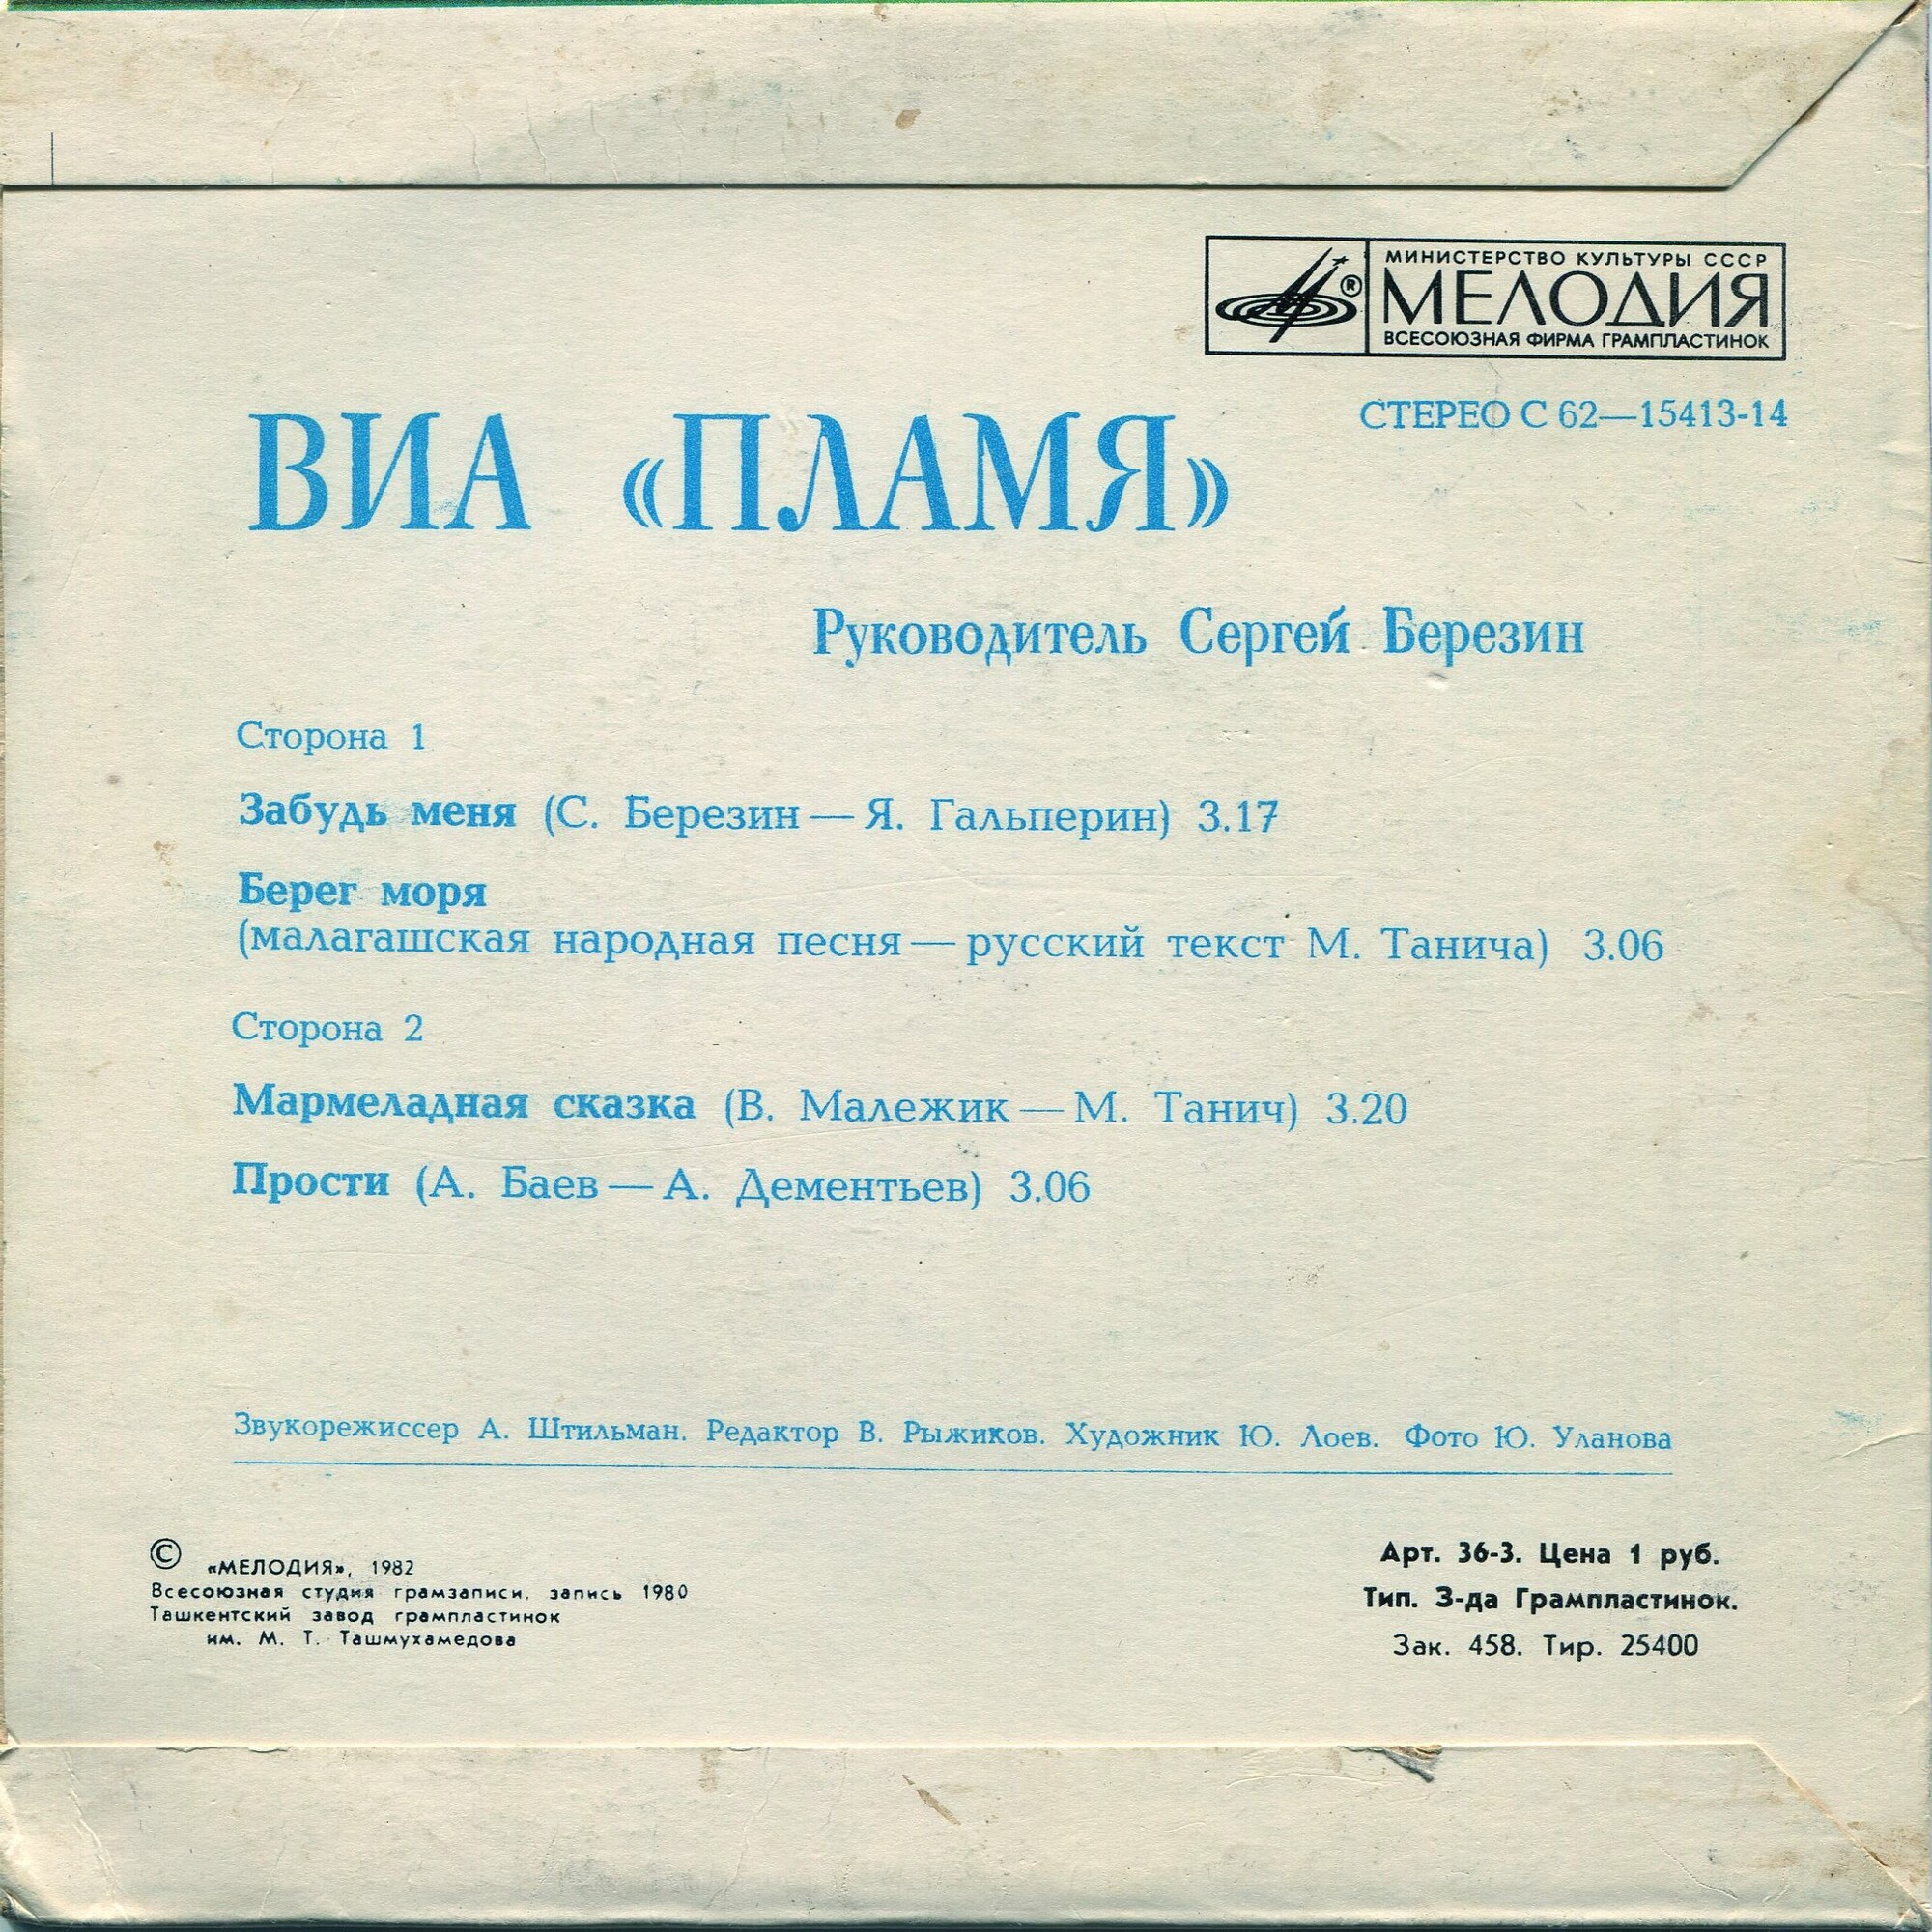 МИНИСТЕРСТВО КУЛЬТУРЫ СССР
МЕЛОДИЯ
ВСЕСОЮЗНАЯ ФИРМА ГРАМПЛАСТИНОК
СТЕРЕО С 62—15413-14
ВИА «ПЛАМЯ»
Руководитель Сергей Березин
Сторона 1
Забудь меня (С. Березин — Я. Гальперин) 3.17
Берег моря
(малагашская народная песня — русский текст М. Танича) 3.06
Сторона 2
Мармеладная сказка (В. Малежик — М. Танич) 3.20
Прости (А. Баев — А. Дементьев) 3.06
Звукорежиссер А. Штильман. Редактор В. Рыжиков. Художник Ю. Лоев. Фото Ю. Уланова
© «МЕЛОДИЯ», 1982
Всесоюзная студия грамзаписи, запись 1980
Ташкентский завод грампластинок
им. М. Т. Ташмухамедова
Арт. 36-3. Цена 1 руб.
Тип. З-да Грампластинок.
Зак. 458. Тир. 25400